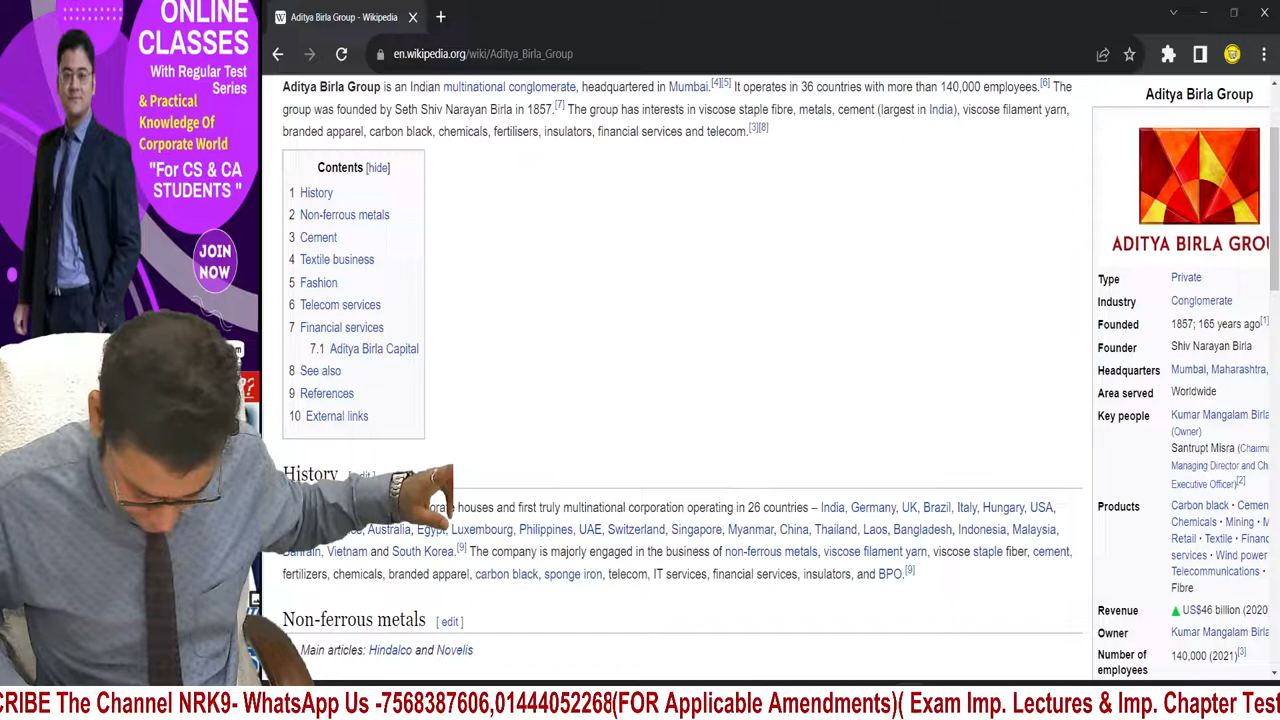 ONLINE
CLASSES
With Regular Test
Series
& Practical
Knowledge Of
Corporate World
"For CS & CA
STUDENTS "
JOIN
NOW
Aditya Birla Group - Wikipedia
en.wikipedia.org/wiki/Aditya_Birla_Group
Aditya Birla Group is an Indian multinational conglomerate, headquartered in Mumbai.[4][5] It operates in 36 countries with more than 140,000 employees.[6] The
group was founded by Seth Shiv Narayan Birla in 1857.[7] The group has interests in viscose staple fibre, metals, cement (largest in India), viscose filament yarn,
branded apparel, carbon black, chemicals, fertilisers, insulators, financial services and telecom.[3][8]
Contents [hide]
1 History
2 Non-ferrous metals
3 Cement
4 Textile business
5 Fashion
6 Telecom services
7 Financial services
7.1 Aditya Birla Capital
8 See also
9 References
10 External links
History
houses and first truly multinational corporation operating in 26 countries – India, Germany, UK, Brazil, Italy, Hungary, USA,
Australia, Egypt, Luxembourg, Philippines, UAE, Switzerland, Singapore, Myanmar, China, Thailand, Laos, Bangladesh, Indonesia, Malaysia,
Vietnam and South Korea.[9] The company is majorly engaged in the business of non-ferrous metals, viscose filament yarn, viscose staple fiber, cement,
fertilizers, chemicals, branded apparel, carbon black, sponge iron, telecom, IT services, financial services, insulators, and BPO.[9]
Non-ferrous metals [ edit ]
Main articles: Hindalco and Novelis
Aditya Birla Group
ADITYA BIRLA GROU
Type Private
Industry Conglomerate
Founded 1857; 165 years ago[1]
Founder Shiv Narayan Birla
Headquarters Mumbai, Maharashtra,
Area served Worldwide
Key people Kumar Mangalam Birl
(Owner)
Santrupt Misra (Chairm
Managing Director and Ch
Executive Officer)[2]
Products Carbon black • Cemen
Chemicals • Mining • M
Retail • Textile • Financ
services • Wind power
Telecommunications •
Fibre
Revenue ▲ US$46 billion (2020
Owner Kumar Mangalam Birla
Number of 140,000 (2021)[3]
employees
CRIBE The Channel NRK9- WhatsApp Us -7568387606,01444052268(FOR Applicable Amendments)( Exam Imp. Lectures & Imp. Chapter Test